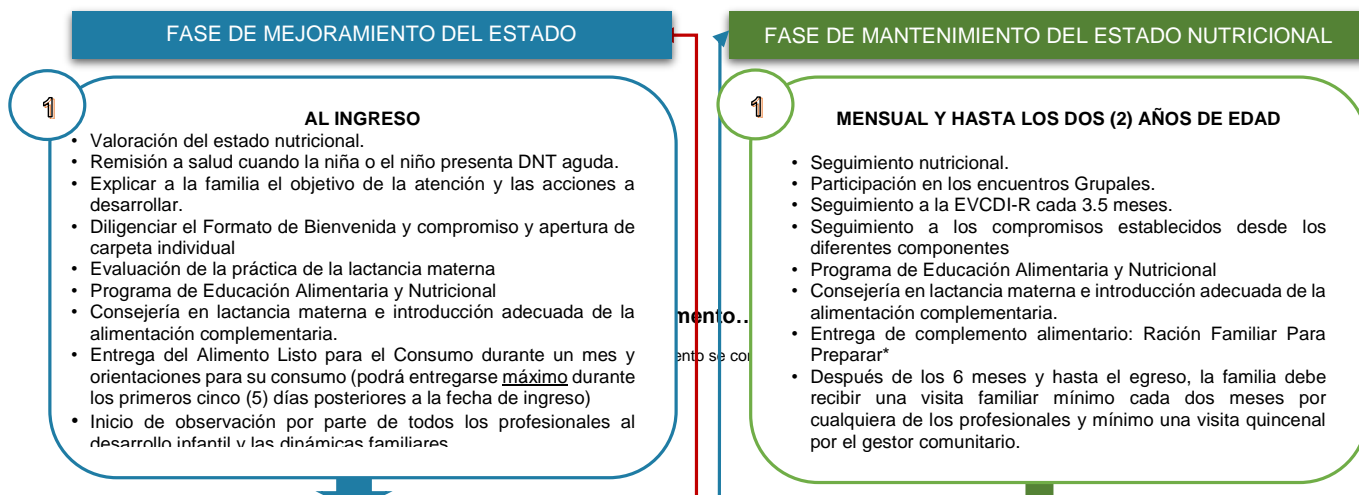 FASE DE MEJORAMIENTO DEL ESTADO
1
AL INGRESO
• Valoración del estado nutricional.
• Remisión a salud cuando la niña o el niño presenta DNT aguda.
• Explicar a la familia el objetivo de la atención y las acciones a
desarrollar.
• Diligenciar el Formato de Bienvenida y compromiso y apertura de
carpeta individual
• Evaluación de la práctica de la lactancia materna
• Programa de Educación Alimentaria y Nutricional
• Consejería en lactancia materna e introducción adecuada de la
alimentación complementaria.
• Entrega del Alimento Listo para el Consumo durante un mes y
orientaciones para su consumo (podrá entregarse máximo durante
los primeros cinco (5) días posteriores a la fecha de ingreso)
• Inicio de observación por parte de todos los profesionales al
desarrollo infantil y las dinámicas familiares
mento…
ento se con
FASE DE MANTENIMIENTO DEL ESTADO NUTRICIONAL
1
MENSUAL Y HASTA LOS DOS (2) AÑOS DE EDAD
• Seguimiento nutricional.
• Participación en los encuentros Grupales.
• Seguimiento a la EVCDI-R cada 3.5 meses.
• Seguimiento a los compromisos establecidos desde los
diferentes componentes
• Programa de Educación Alimentaria y Nutricional
• Consejería en lactancia materna e introducción adecuada de la
alimentación complementaria.
• Entrega de complemento alimentario: Ración Familiar Para
Preparar*
• Después de los 6 meses y hasta el egreso, la familia debe
recibir una visita familiar mínimo cada dos meses por
cualquiera de los profesionales y mínimo una visita quincenal
por el gestor comunitario.